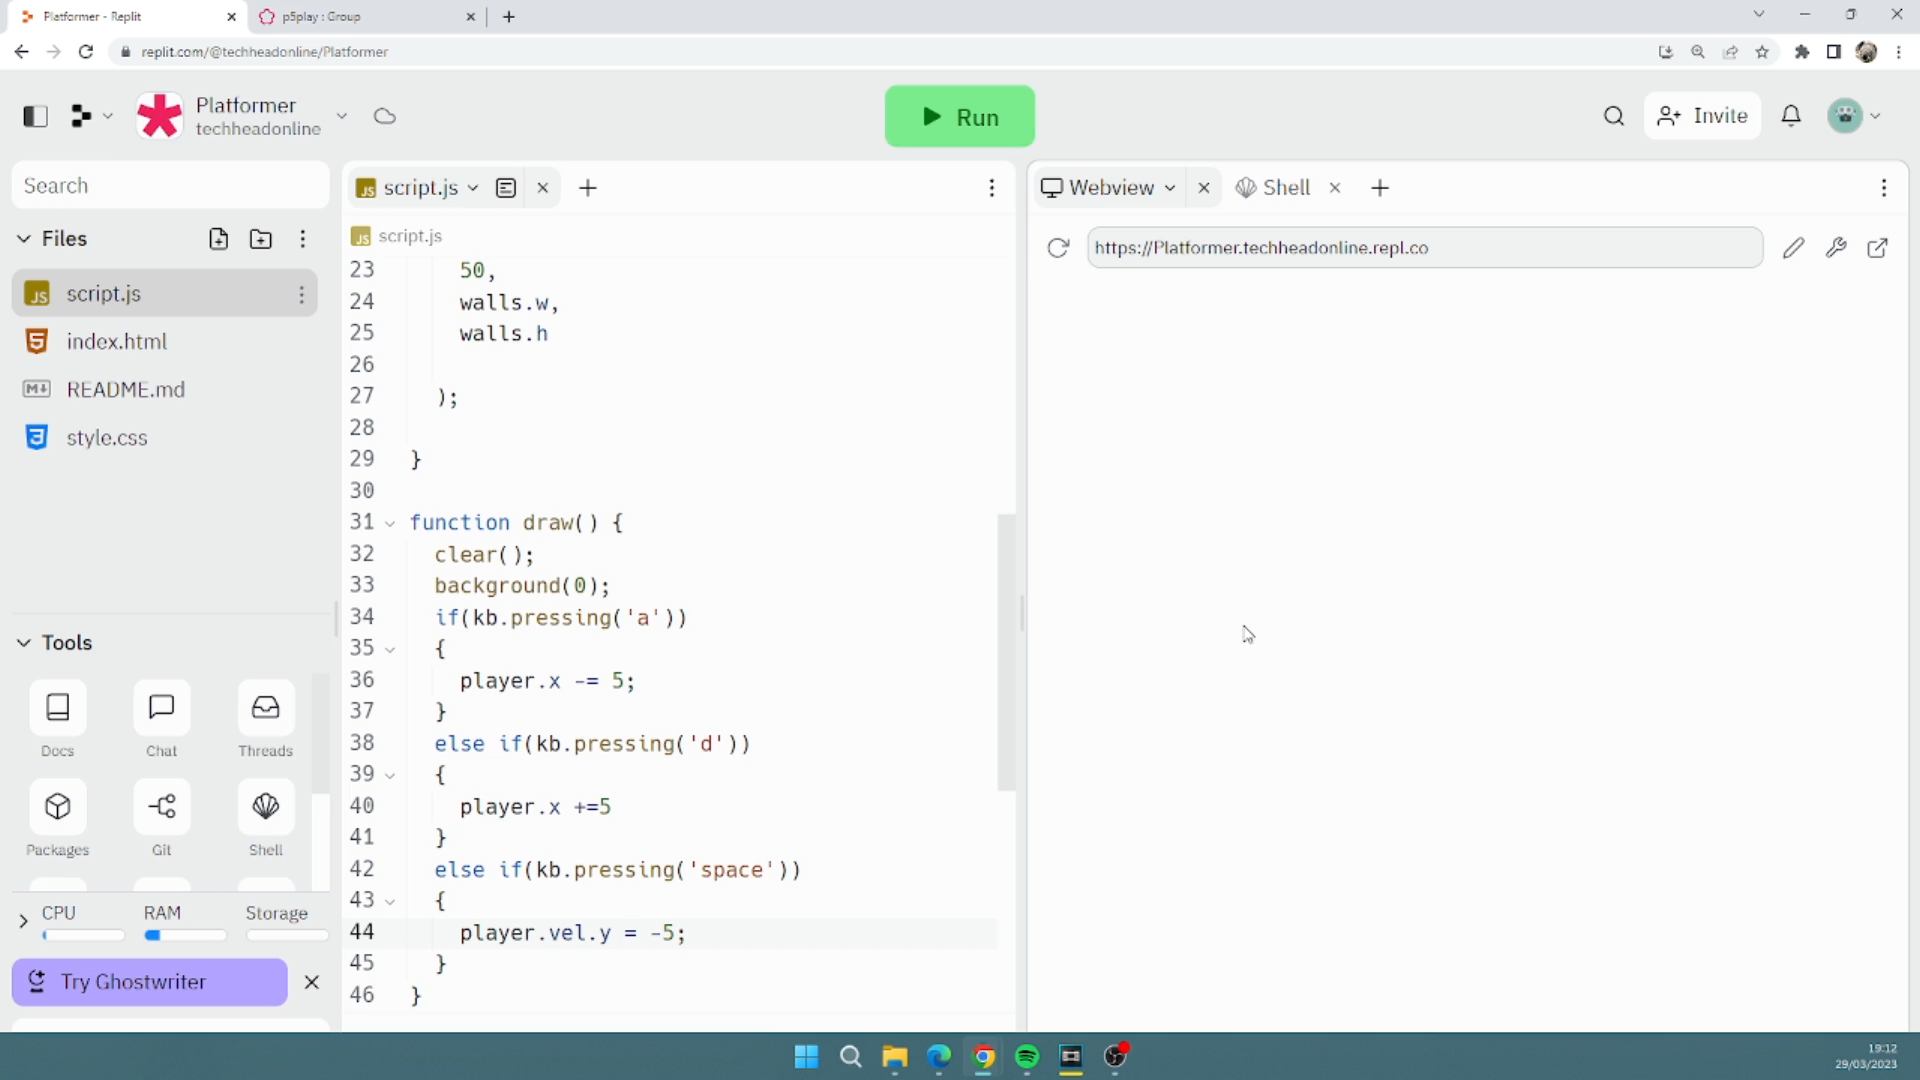 Platformer - Replit
p5play : Group
replit.com/@techheadonline/Platformer
Platformer
techheadonline
Run
Invite
Search
Files
script.js
index.html
README.md
style.css
Tools
Docs
Chat
Threads
Packages
Git
Shell
CPU
RAM
Storage
Try Ghostwriter
script.js
script.js
23 50,
24 walls.w,
25 walls.h
26
27 );
28
29 }
30
31 function draw() {
32 clear();
33 background(0);
34 if(kb.pressing('a'))
35 {
36 player.x -= 5;
37 }
38 else if(kb.pressing('d'))
39 {
40 player.x +=5
41 }
42 else if(kb.pressing('space'))
43 {
44 player.vel.y = -5;
45 }
46 }
Webview
Shell
https://Platformer.techheadonline.repl.co
19:12
29/03/2023